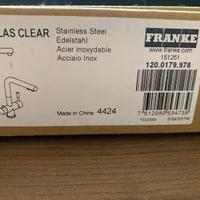 LAS CLEAR
Stainless Steel
Edelstahl
Acier inoxydable
Acciaio Inox
FRANKE
www.franke.com
151251
120.0179.978
Made in China 4424
7612980534739